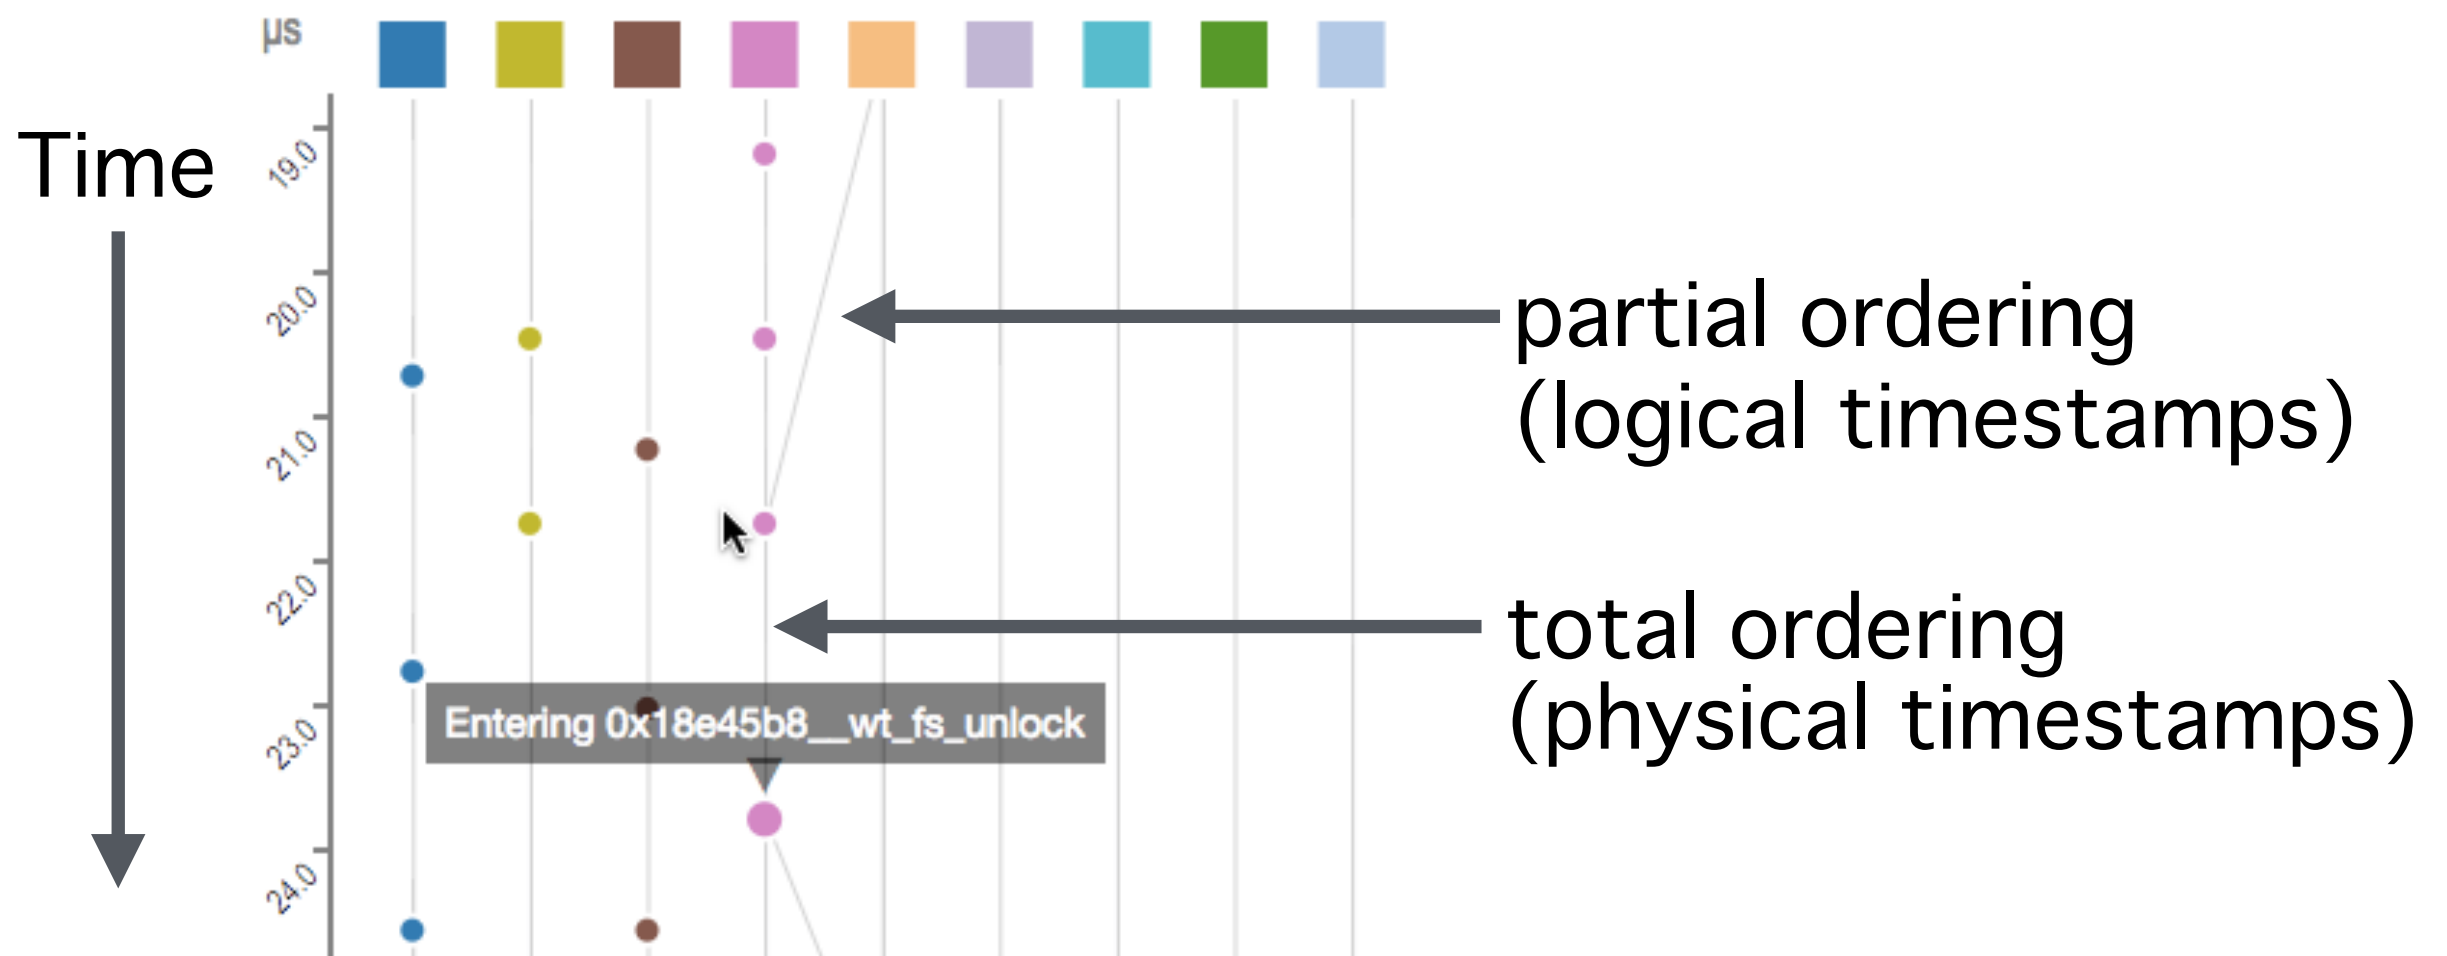 µs
Time
19.0
20.0
21.0
22.0
23.0
24.0
partial ordering
(logical timestamps)
total ordering
(physical timestamps)
Entering 0x18e45b8__wt_fs_unlock